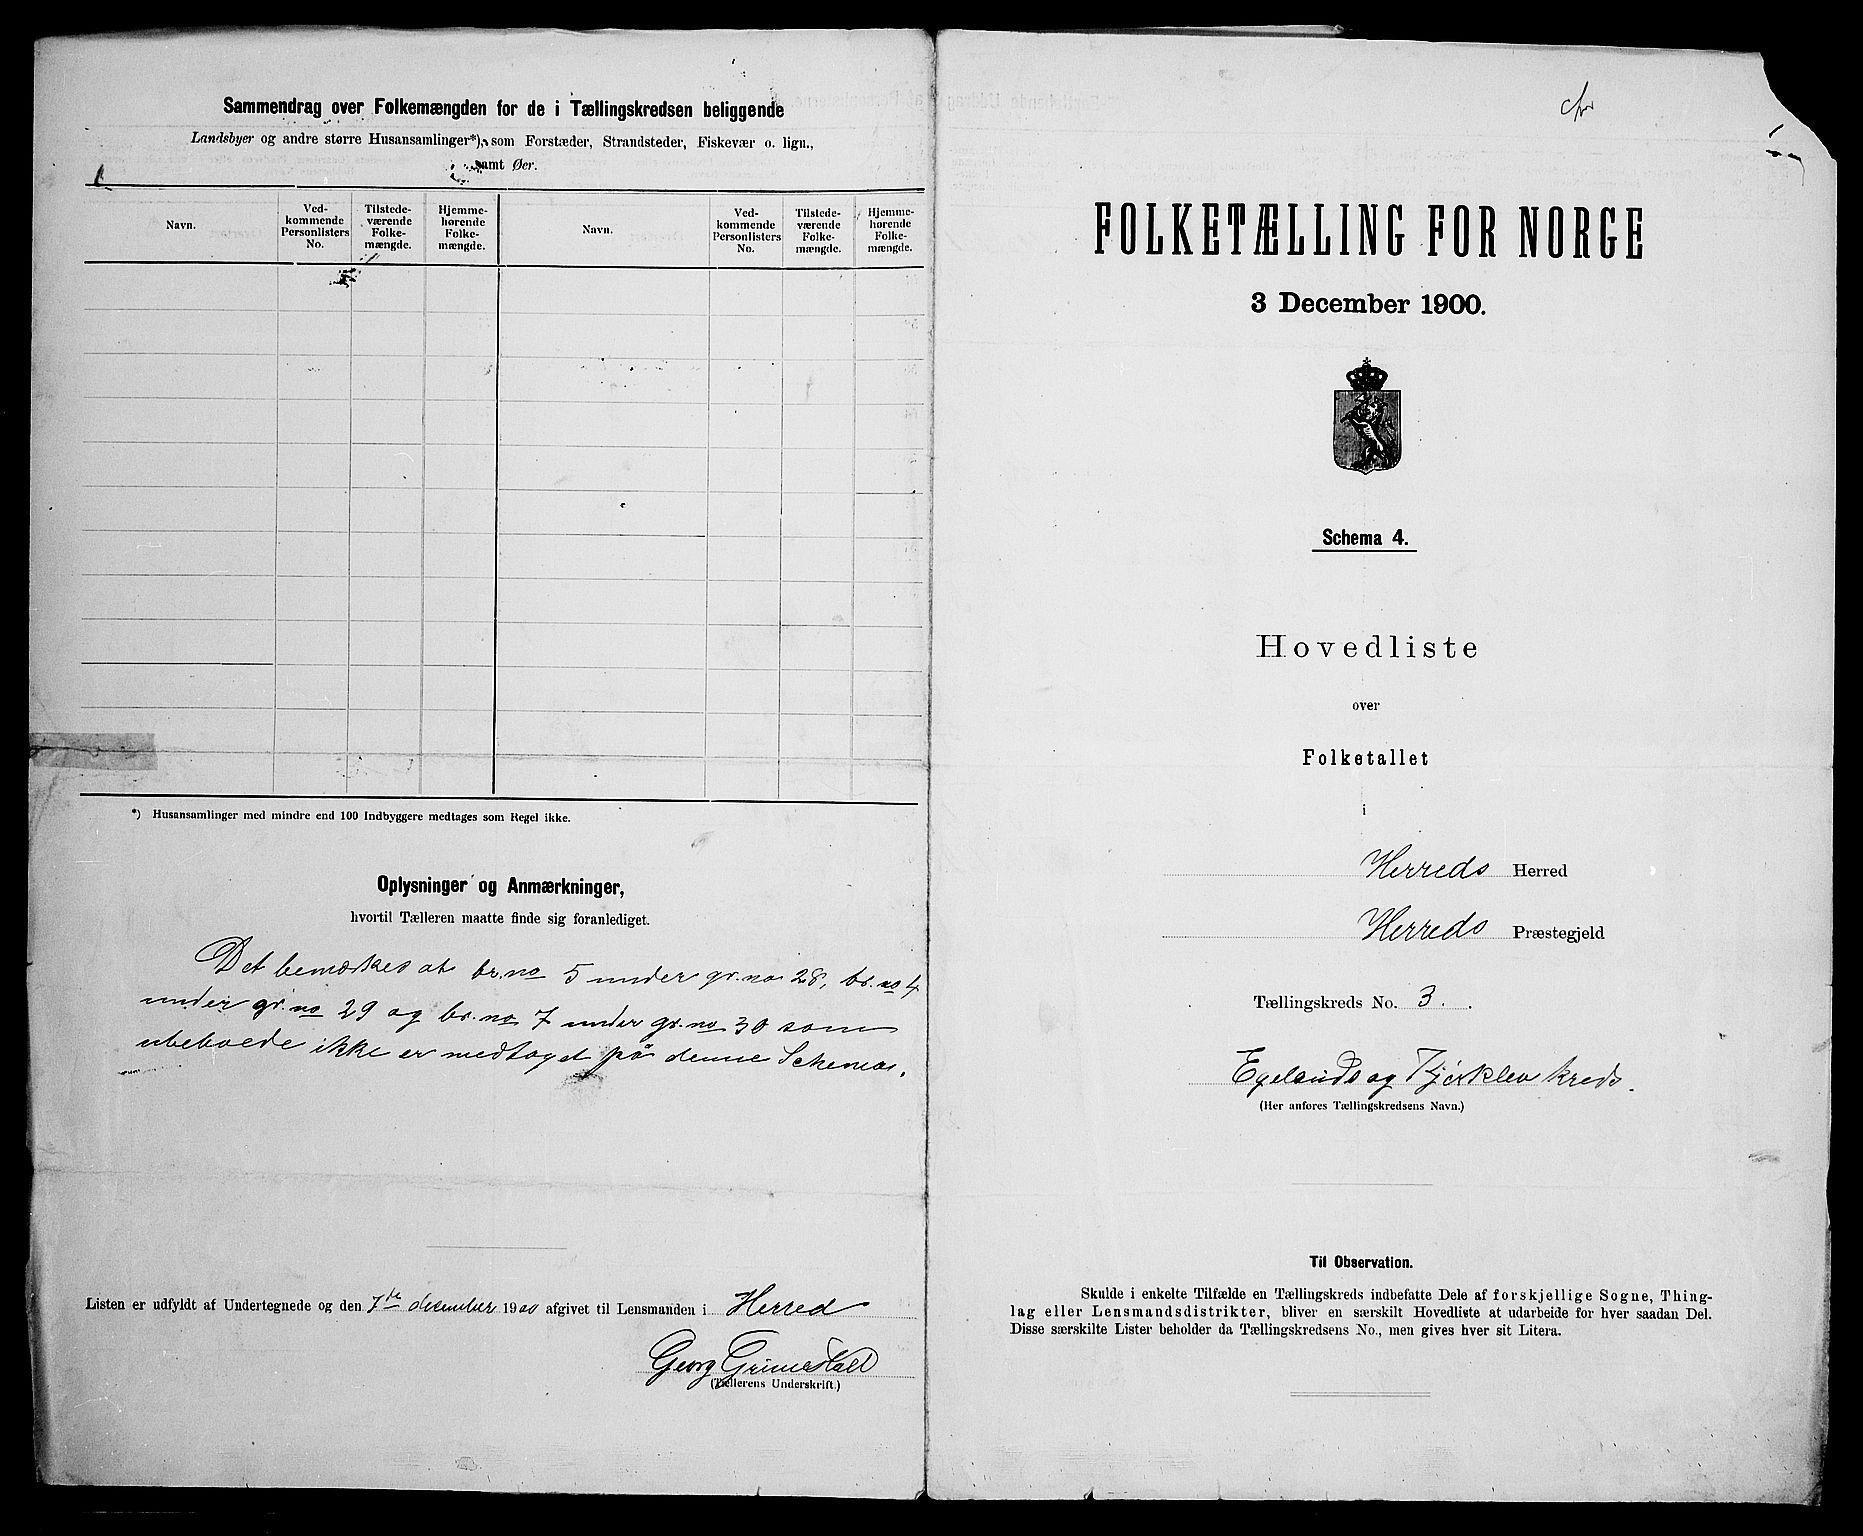 Sammendrag over Folkemængden for de i Tællingskredsen beliggende
Landsbyer og andre større Husansamlinger*), som Forstæder, Strandsteder, Fiskevær o. lign.,
samt Øer.
Navn.
Ved-
kommende
Personlisters
No.
Tilstede-
værende
Folke-
mængde.
Hjemme-
hørende
Folke-
mængde.
Navn.
Ved-
kommende
Personlisters
No.
Tilstede-
værende
Folke-
mængde.
Hjemme-
hørende
Folke-
mængde.
*) Husansamlinger med mindre end 100 Indbyggere medtages som Regel ikke.
Oplysninger og Anmærkninger,
hvortil Tælleren maatte finde sig foranlediget.
Det bemærkes at br.no 5 under gr.no 28, br.no 4
under gr.no 29 og br.no 7 under gr.no 30 som
ubeboede ikke er medtaget på denne Schema.
Listen er udfyldt af Undertegnede og den 7de december 1900 afgivet til Lensmanden i Herred
Georg Grimestad
(Tællerens Underskrift.)
FOLKETÆLLING FOR NORGE
3 December 1900.
Schema 4.
Hovedliste
over
Folketallet
i
Herreds Herred
Herreds Præstegjeld
Tællingskreds No. 3.
Egelands og Tjørklev kreds.
(Her anføres Tællingskredsens Navn.)
Til Observation.
Skulde i enkelte Tilfælde en Tællingskreds indbefatte Dele af forskjellige Sogne, Thing-
lag eller Lensmandsdistrikter, bliver en særskilt Hovedliste at udarbeide for hver saadan Del.
Disse særskilte Lister beholder da Tællingskredsens No., men gives hver sit Litera.